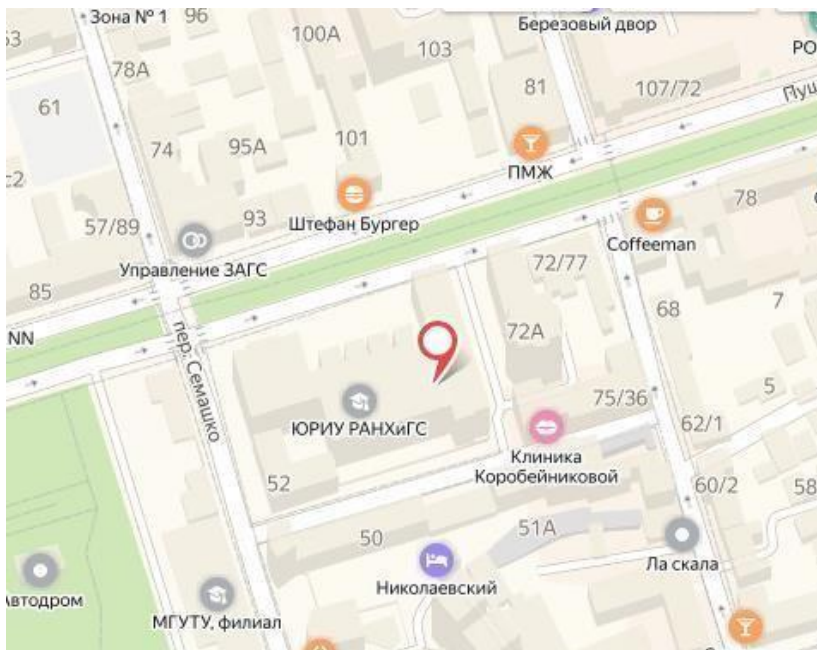 Зона № 1
96
100А
103
Березовый двор
РО
53
78А
61
81
107/72
Пуш
74
95А
101
ПМЖ
с2
57/89
93
Штефан Бургер
78
Управление ЗАГС
Coffeeman
85
72/77
68
7
NN
пер. Семашко
72А
75/36
5
ЮРИУ РАНХиГС
62/1
Клиника
Коробейниковой
52
60/2
58
50
51А
Николаевский
Ла скала
Автодром
МГУТУ, филиал